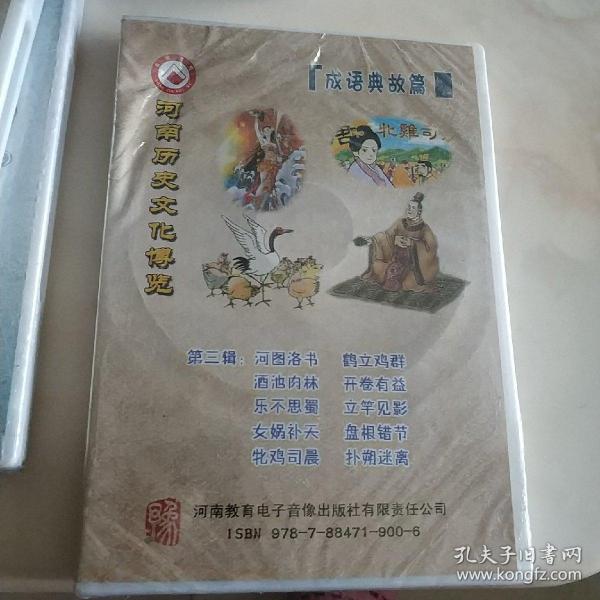 『成语典故篇』
河南历史文化博览
牝雞司
第三辑：河图洛书 鹤立鸡群
酒池肉林 开卷有益
乐不思蜀 立竿见影
女娲补天 盘根错节
牝鸡司晨 扑朔迷离
河南教育电子音像出版社有限责任公司
ISBN 978-7-88471-900-6
孔夫子旧书网
www.kongfz.com